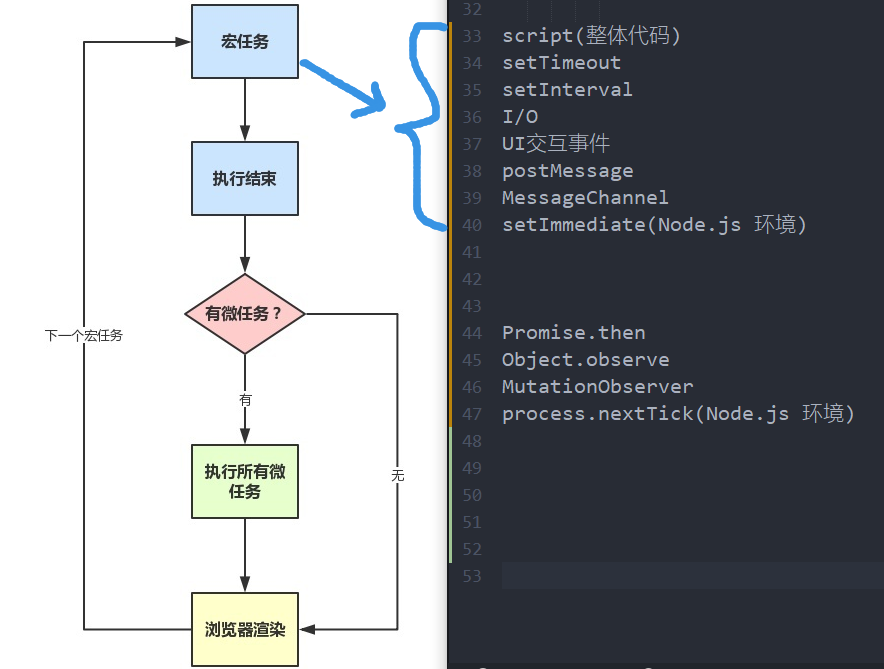 宏任务
执行结束
有微任务？
下一个宏任务
有
执行所有微
任务
无
浏览器渲染
32
33 script(整体代码)
34 setTimeout
35 setInterval
36 I/O
37 UI交互事件
38 postMessage
39 MessageChannel
40 setImmediate(Node.js 环境)
41
42
43
44 Promise.then
45 Object.observe
46 MutationObserver
47 process.nextTick(Node.js 环境)
48
49
50
51
52
53